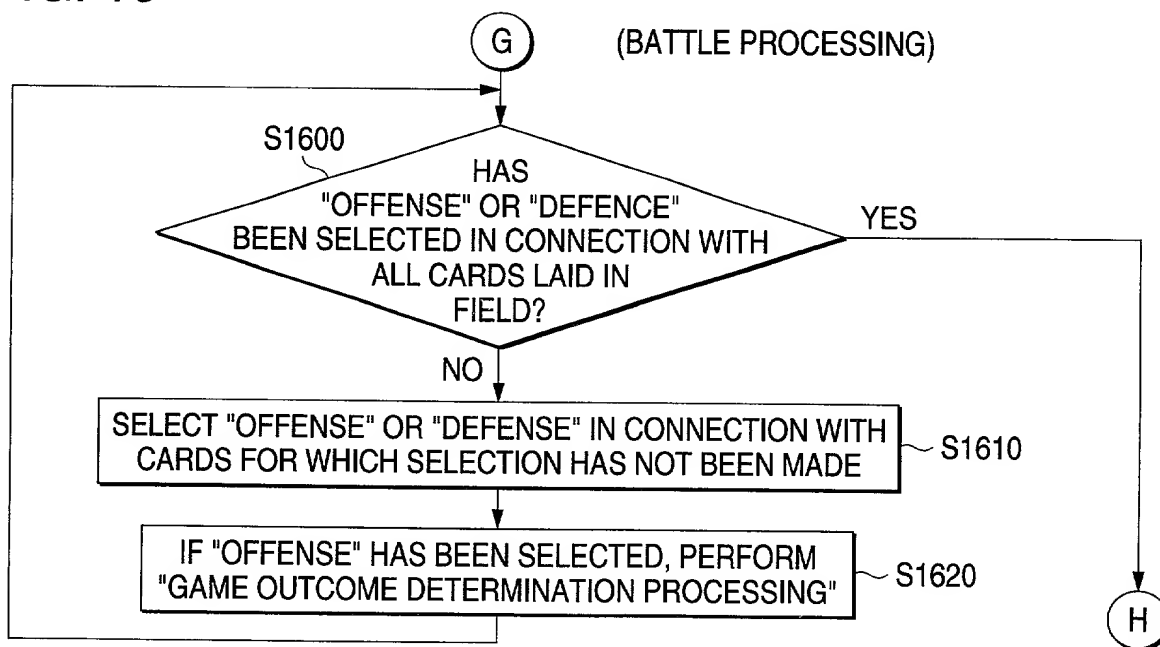 G
(BATTLE PROCESSING)
S1600
HAS
"OFFENSE" OR "DEFENCE"
BEEN SELECTED IN CONNECTION WITH
ALL CARDS LAID IN
FIELD?
YES
NO
SELECT "OFFENSE" OR "DEFENSE" IN CONNECTION WITH
CARDS FOR WHICH SELECTION HAS NOT BEEN MADE
S1610
IF "OFFENSE" HAS BEEN SELECTED, PERFORM
"GAME OUTCOME DETERMINATION PROCESSING"
S1620
H